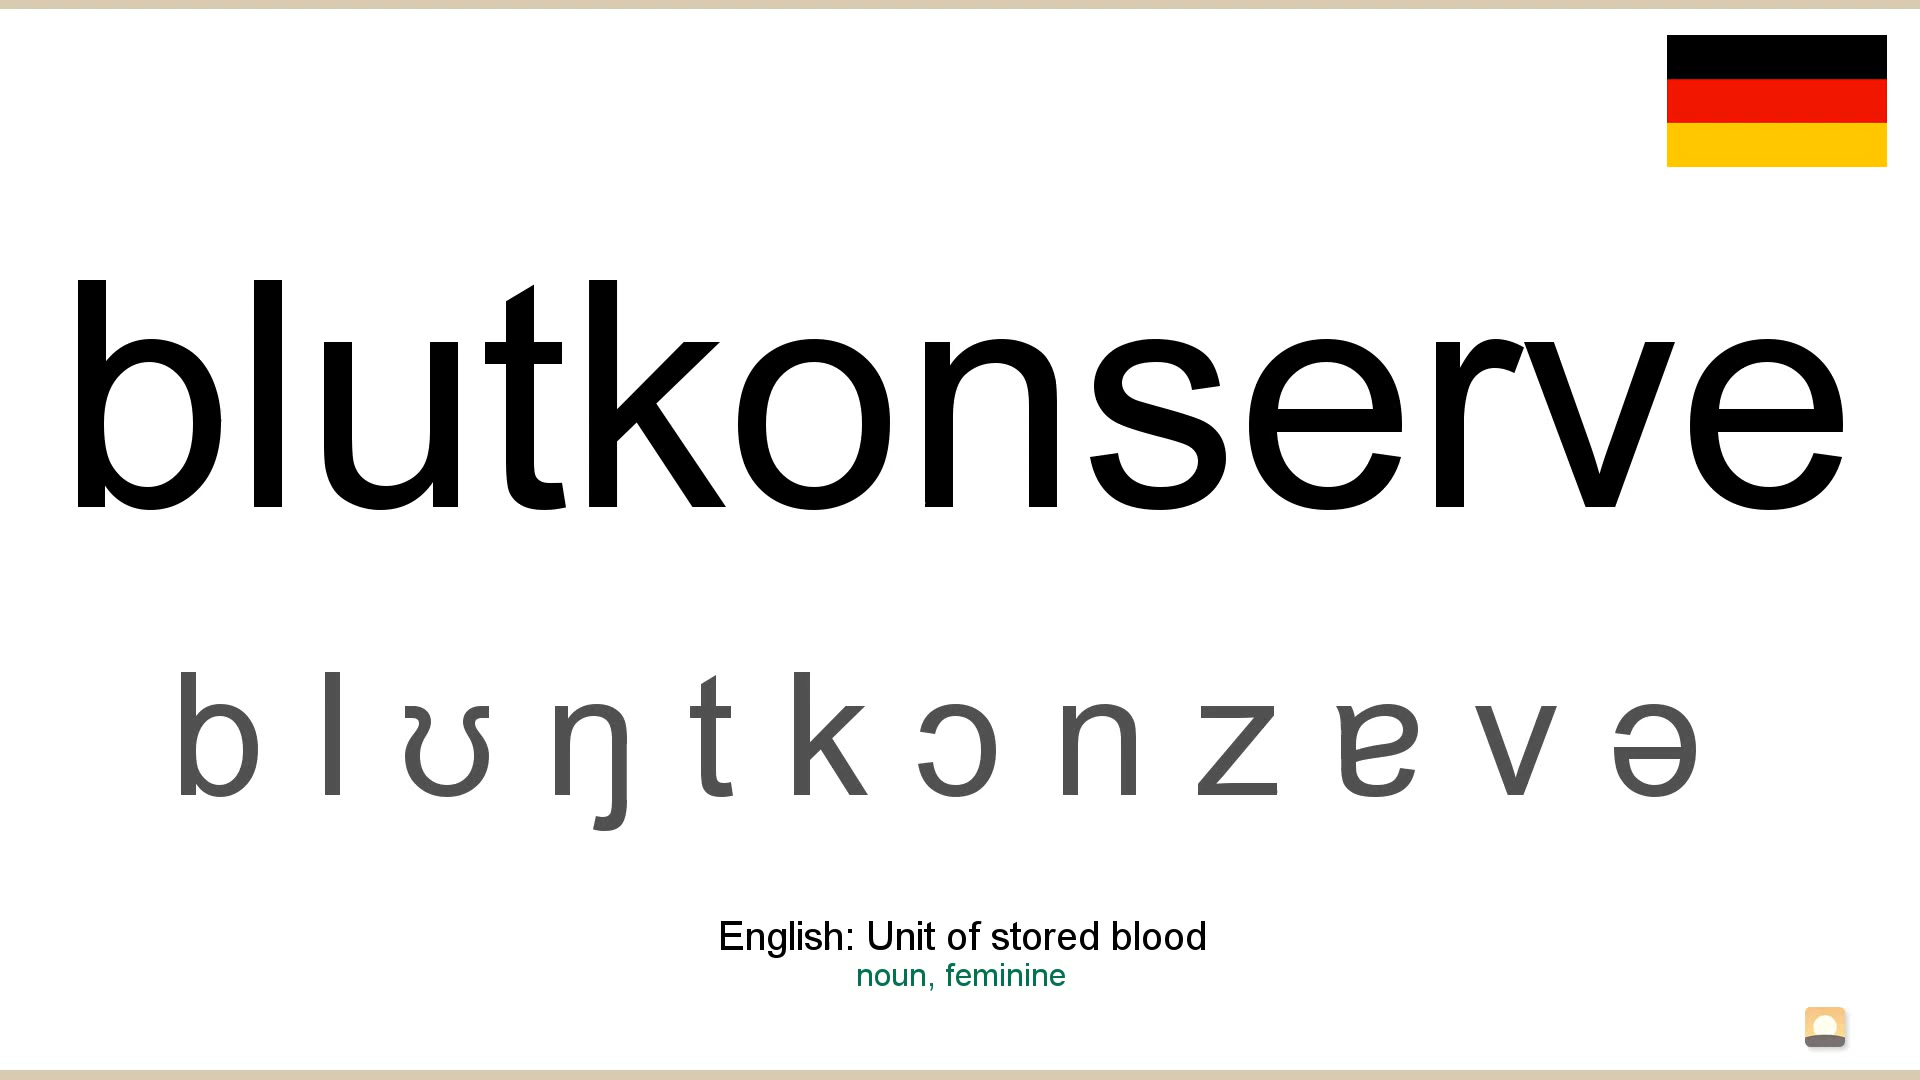 blutkonserve
b l ʊ ŋ t k ɔ n z ɐ v ə
English: Unit of stored blood
noun, feminine